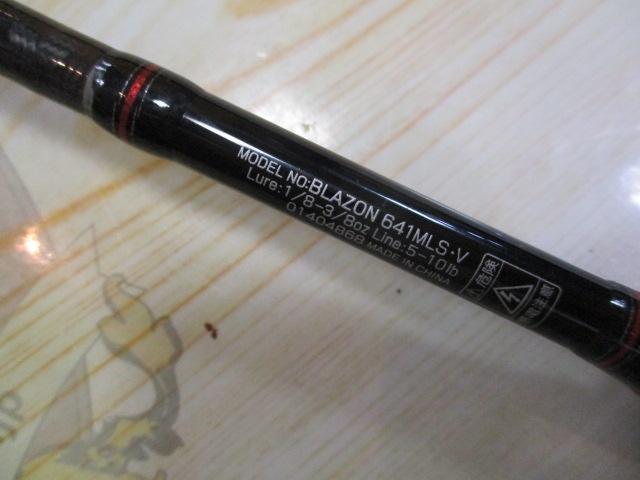 MODEL NO:BLAZON 641MLS·V
Lure:1/8-3/8oz Line:5-10lb
01404868 MADE IN CHINA
危険